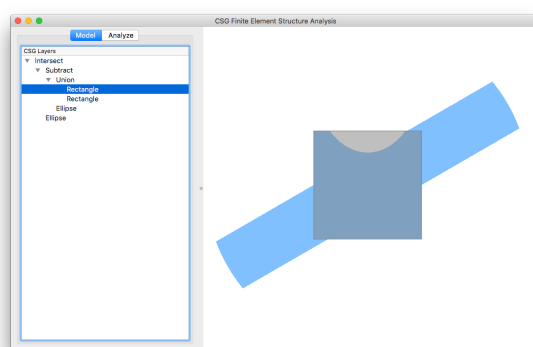 CSG Finite Element Structure Analysis
Model Analyze
CSG Layers
Intersect
Subtract
Union
Rectangle
Rectangle
Ellipse
Ellipse